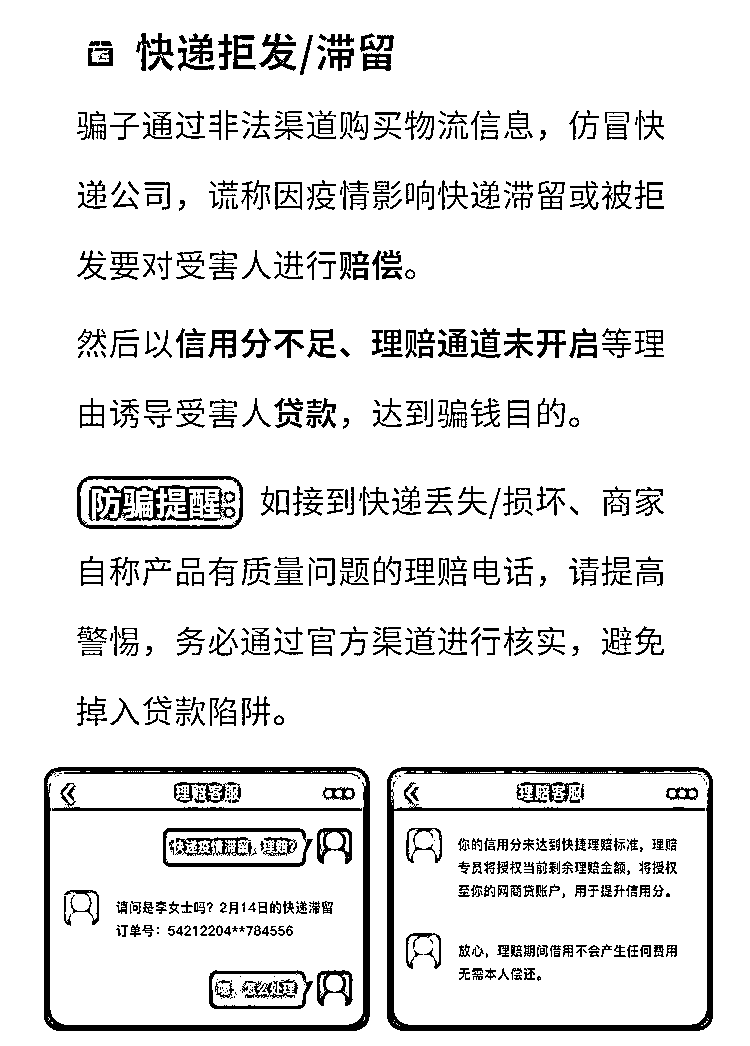 快递拒发/滞留
骗子通过非法渠道购买物流信息，仿冒快
递公司，谎称因疫情影响快递滞留或被拒
发要对受害人进行赔偿。
然后以信用分不足、理赔通道未开启等理
由诱导受害人贷款，达到骗钱目的。
防骗提醒： 如接到快递丢失/损坏、商家
自称产品有质量问题的理赔电话，请提高
警惕，务必通过官方渠道进行核实，避免
掉入贷款陷阱。
理赔客服
快递疫情滞留，理赔？
请问是李女士吗？2月14日的快递滞留
订单号：54212204**784556
嗯，怎么处理
理赔客服
你的信用分未达到快捷理赔标准，理赔
专员将授权当前剩余理赔金额，将授权
至你的网商贷账户，用于提升信用分。
放心，理赔期间借用不会产生任何费用
无需本人偿还。